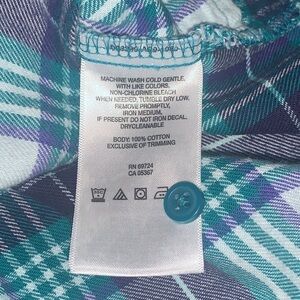 MACHINE WASH COLD GENTLE,
WITH LIKE COLORS.
NON-CHLORINE BLEACH
WHEN NEEDED, TUMBLE DRY LOW.
REMOVE PROMPTLY,
IRON MEDIUM,
IF PRESENT DO NOT IRON DECAL.
DRYCLEANABLE
BODY: 100% COTTON
EXCLUSIVE OF TRIMMING
RN 69724
CA 05367